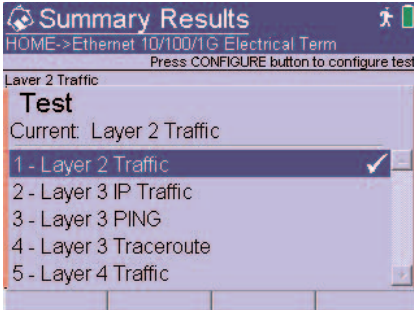 Summary Results
HOME->Ethernet 10/100/1G Electrical Term
Press CONFIGURE button to configure test
Layer 2 Traffic
Test
Current: Layer 2 Traffic
1 - Layer 2 Traffic
2 - Layer 3 IP Traffic
3 - Layer 3 PING
4 - Layer 3 Traceroute
5 - Layer 4 Traffic